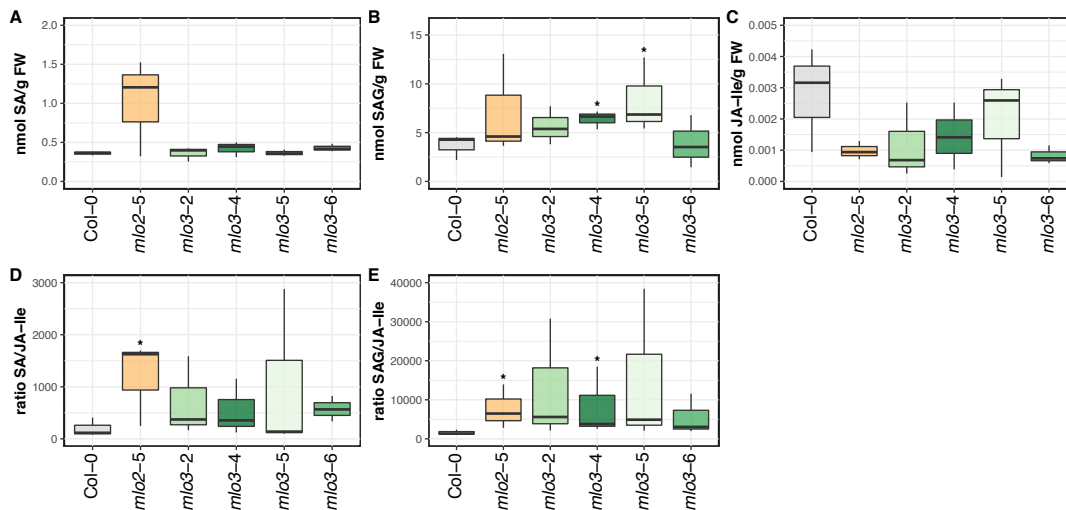 A
nmol SA/g FW
2.0
1.5
1.0
0.5
0.0
Col−0
mlo2−5
mlo3−2
mlo3−4
mlo3−5
mlo3−6
B
nmol SAG/g FW
15
10
5
0
*
*
Col−0
mlo2−5
mlo3−2
mlo3−4
mlo3−5
mlo3−6
C
nmol JA−Ile/g FW
0.005
0.004
0.003
0.002
0.001
0.000
Col−0
mlo2−5
mlo3−2
mlo3−4
mlo3−5
mlo3−6
D
ratio SA/JA−Ile
3000
2000
1000
0
*
Col−0
mlo2−5
mlo3−2
mlo3−4
mlo3−5
mlo3−6
E
ratio SAG/JA−Ile
40000
30000
20000
10000
0
*
*
Col−0
mlo2−5
mlo3−2
mlo3−4
mlo3−5
mlo3−6